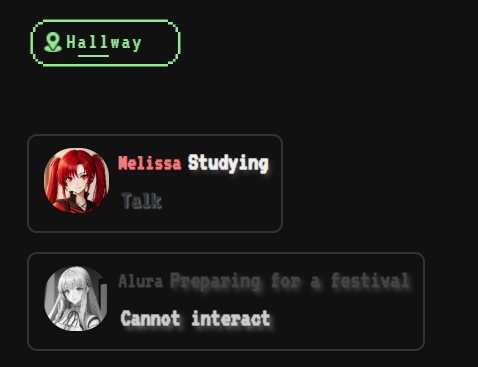 Hallway
Melissa Studying
Talk
Alura Preparing for a festival
Cannot interact